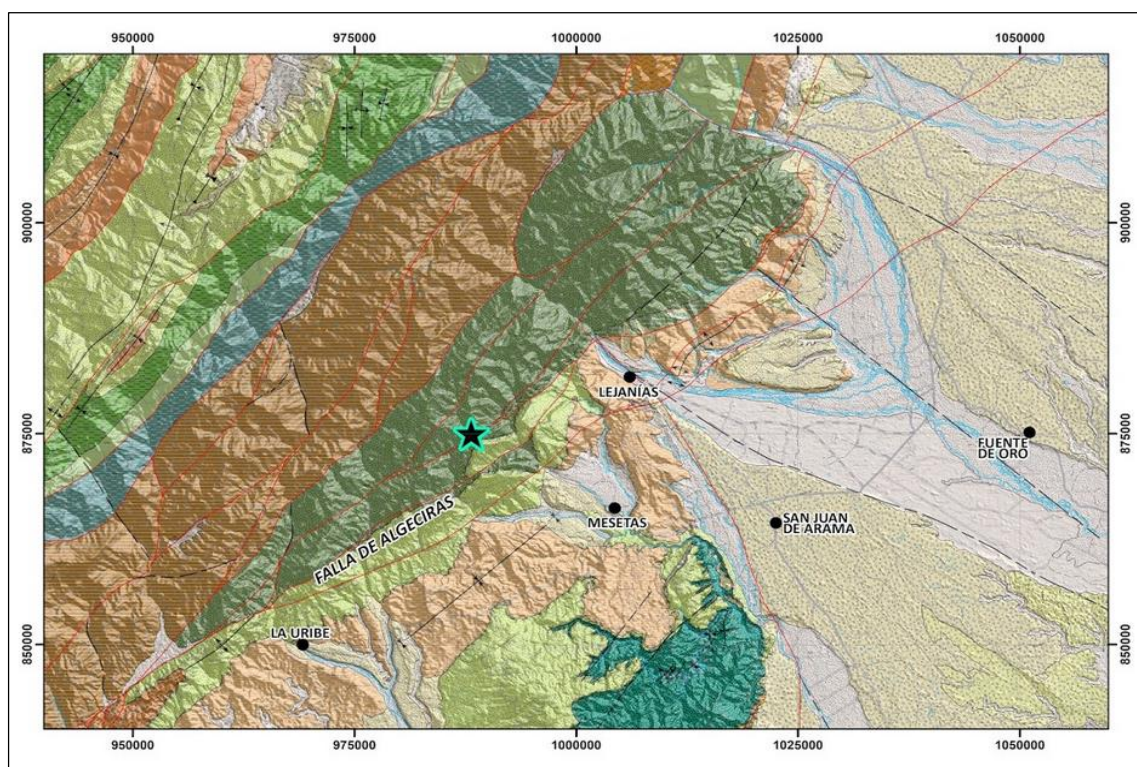 950000
975000
1000000
1025000
1050000
900000
900000
LEJANÍAS
875000
875000
FUENTE
DE ORO
FALLA DE ALGECIRAS
MESETAS
SAN JUAN
DE ARAMA
LA URIBE
850000
850000
950000
975000
1000000
1025000
1050000